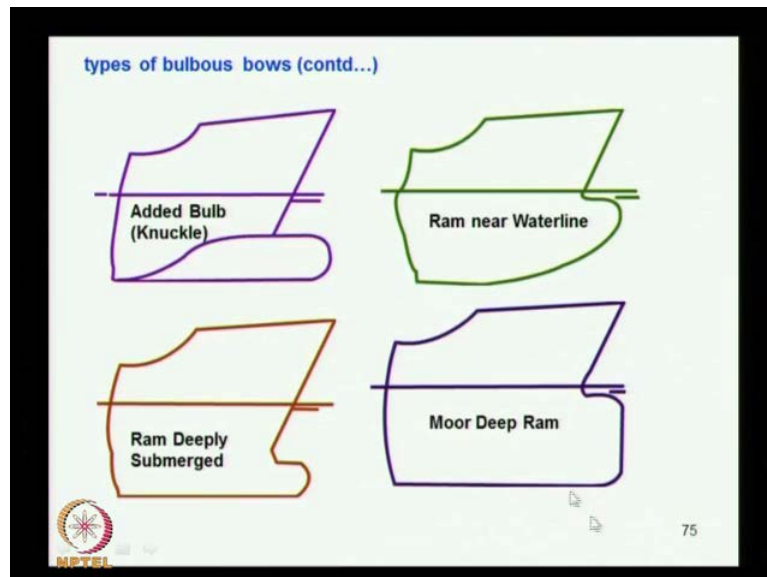 types of bulbous bows (contd...)
Added Bulb
(Knuckle)
Ram near Waterline
Ram Deeply
Submerged
Moor Deep Ram
75
NPTEL